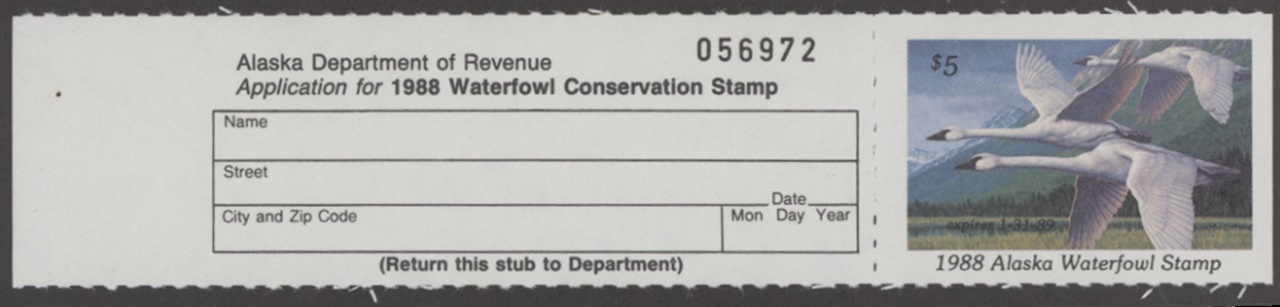 056972
Alaska Department of Revenue
Application for 1988 Waterfowl Conservation Stamp
Name
Street
City and Zip Code
Date
Mon Day Year
(Return this stub to Department)
$5
expires 1-31-89
1988 Alaska Waterfowl Stamp